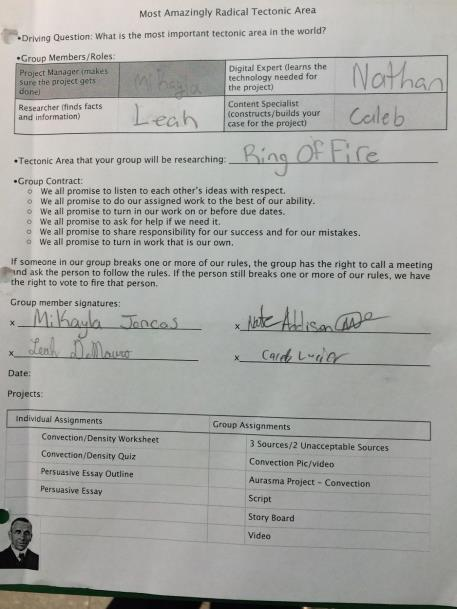 Most Amazingly Radical Tectonic Area
•Driving Question: What is the most important tectonic area in the world?
•Group Members/Roles:
Project Manager (makes
sure the project gets
done)
Mikayla
Digital Expert (learns the
technology needed for
the project)
Nathan
Researcher (finds facts
and information)
Leah
Content Specialist
(constructs/builds your
case for the project)
Caleb
•Tectonic Area that your group will be researching: Ring Of Fire
•Group Contract:
o We all promise to listen to each other's ideas with respect.
o We all promise to do our assigned work to the best of our ability.
o We all promise to turn in our work on or before due dates.
o We all promise to ask for help if we need it.
o We all promise to share responsibility for our success and for our mistakes.
o We all promise to turn in work that is our own.
If someone in our group breaks one or more of our rules, the group has the right to call a meeting
and ask the person to follow the rules. If the person still breaks one or more of our rules, we have
the right to vote to fire that person.
Group member signatures:
x Mikayla Joncas x Nate Addison
x Leah DiMauro x Caleb Lucier
Date:
Projects:
Individual Assignments Group Assignments
Convection/Density Worksheet 3 Sources/2 Unacceptable Sources
Convection/Density Quiz Convection Pic/video
Persuasive Essay Outline Aurasma Project – Convection
Persuasive Essay Script
Story Board
Video